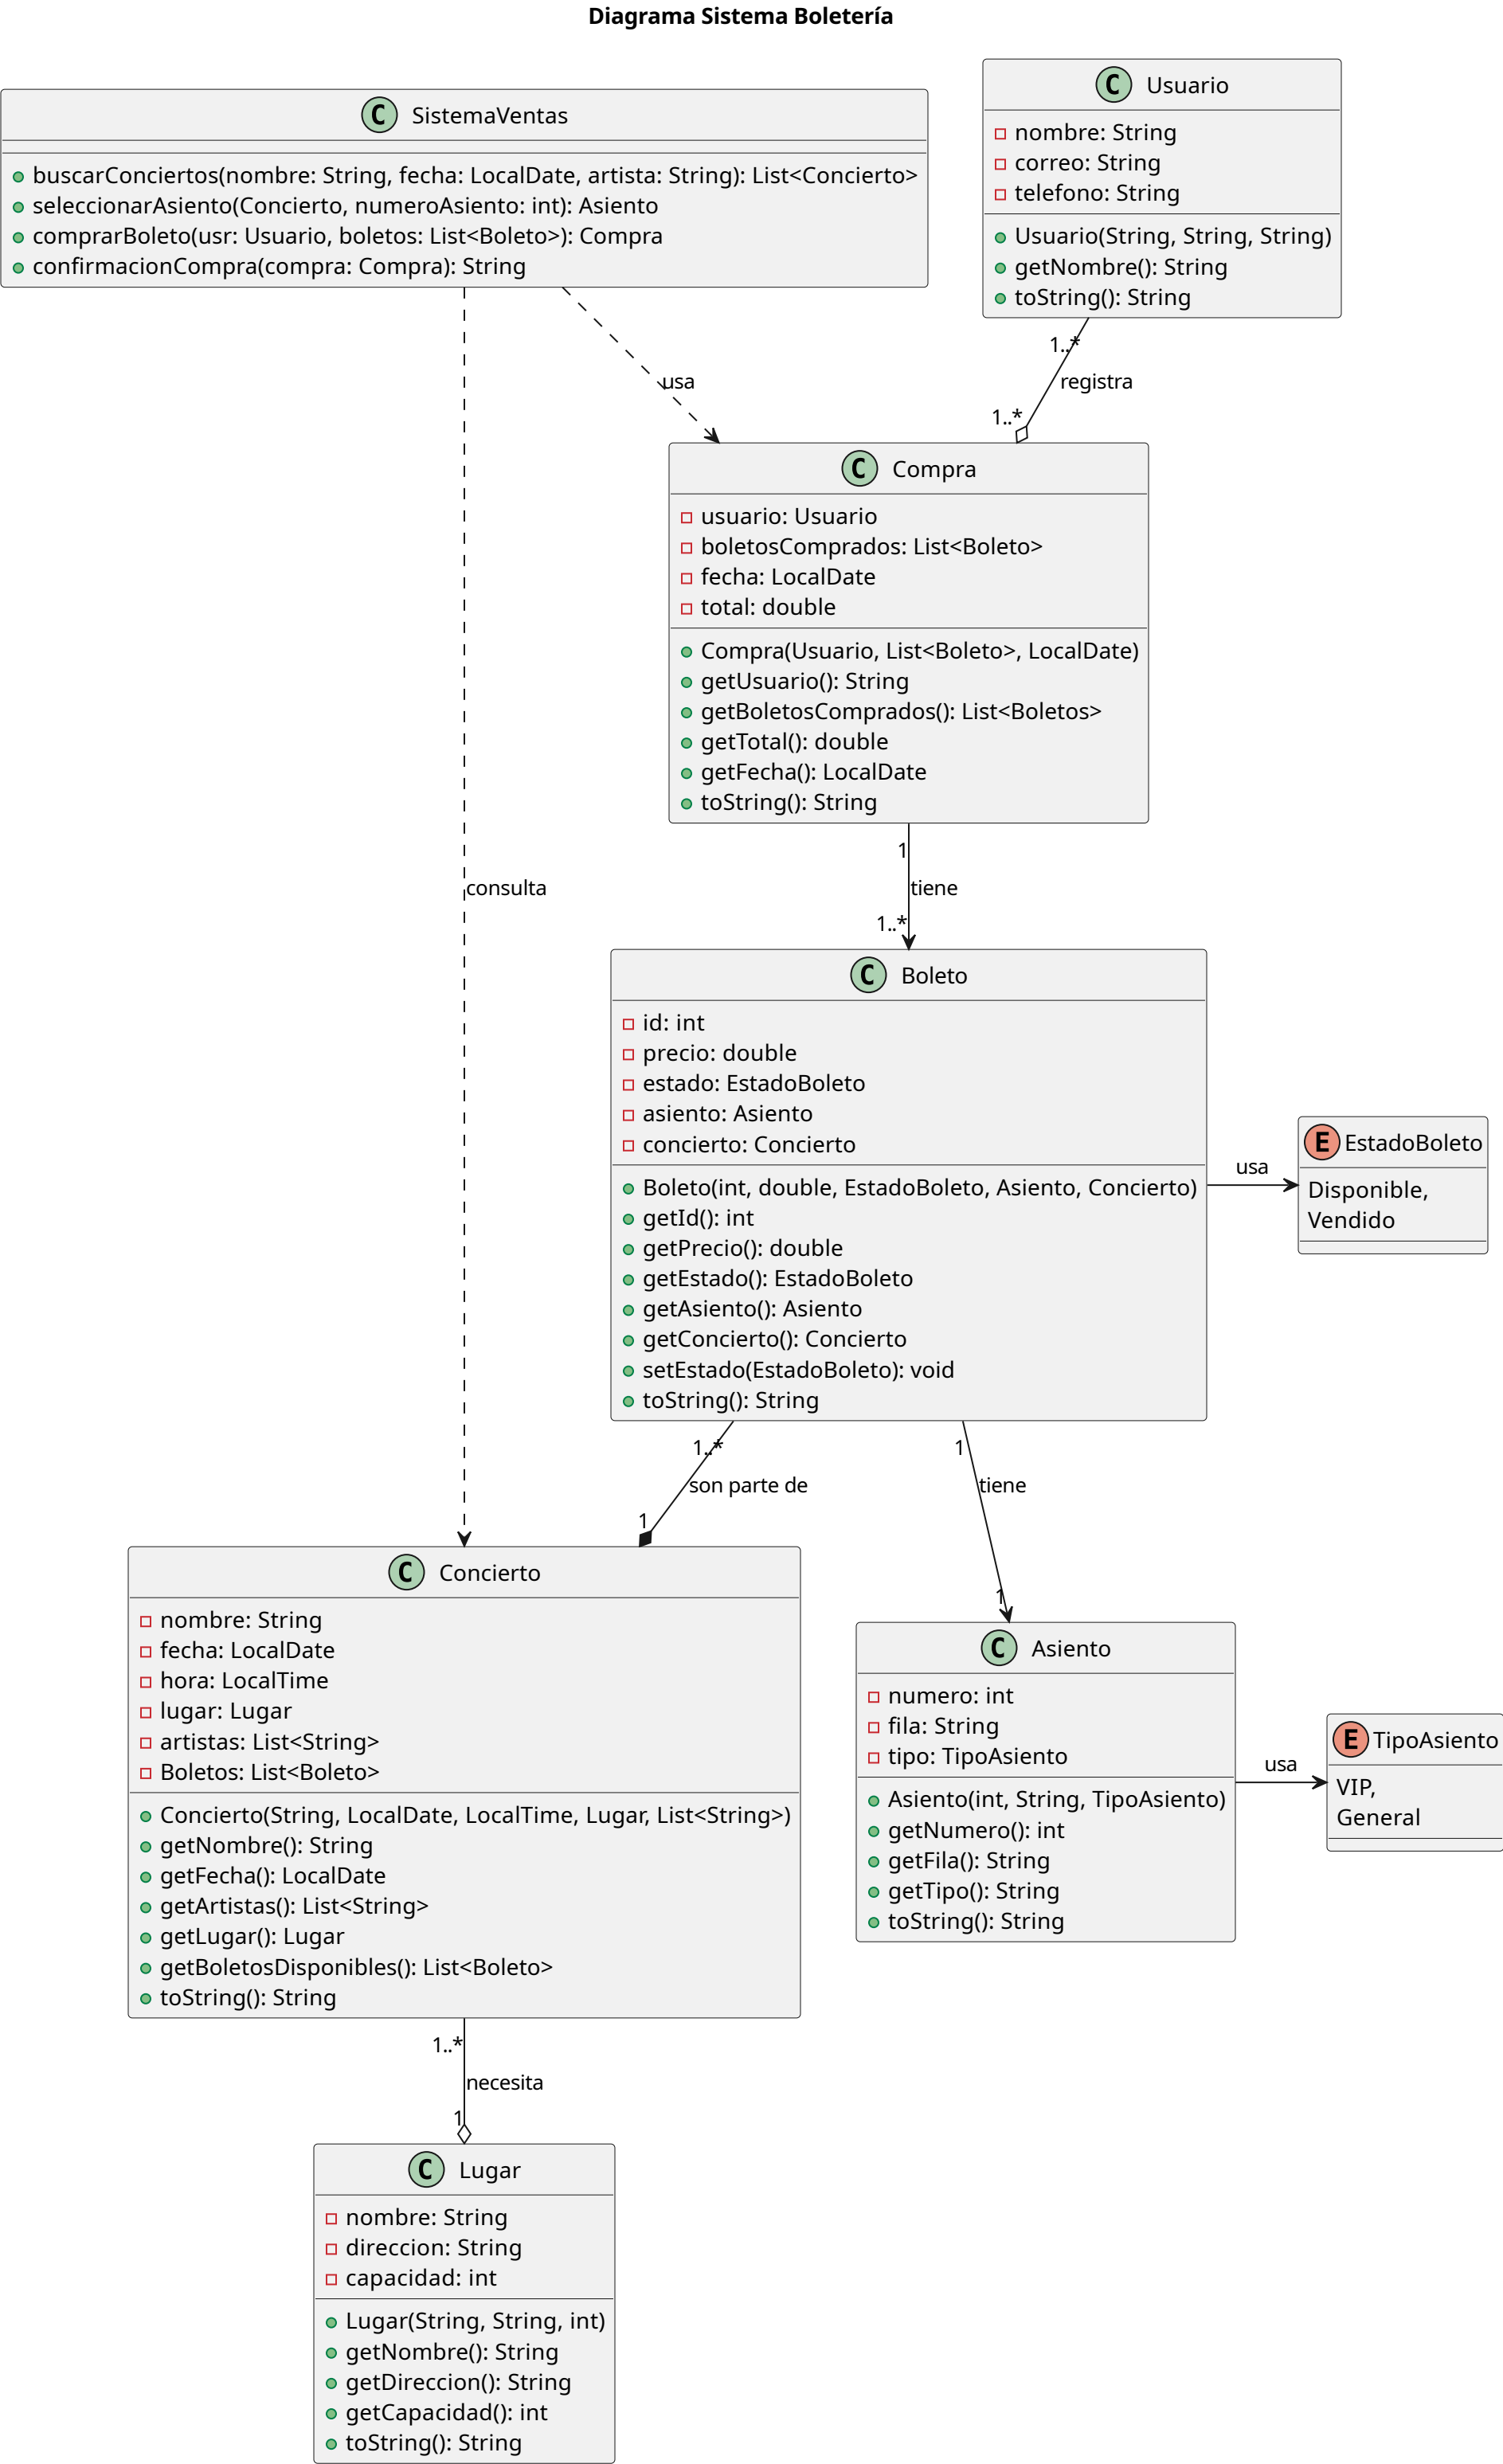 Diagrama Sistema Boletería
C SistemaVentas
buscarConciertos(nombre: String, fecha: LocalDate, artista: String): List<Concierto>
seleccionarAsiento(Concierto, numeroAsiento: int): Asiento
comprarBoleto(usr: Usuario, boletos: List<Boleto>): Compra
confirmacionCompra(compra: Compra): String
C Usuario
nombre: String
correo: String
telefono: String
Usuario(String, String, String)
getNombre(): String
toString(): String
usa
1..*
registra
1..*
C Compra
usuario: Usuario
boletosComprados: List<Boleto>
fecha: LocalDate
total: double
Compra(Usuario, List<Boleto>, LocalDate)
getUsuario(): String
getBoletosComprados(): List<Boletos>
getTotal(): double
getFecha(): LocalDate
toString(): String
consulta
1
tiene
1..*
C Boleto
id: int
precio: double
estado: EstadoBoleto
asiento: Asiento
concierto: Concierto
Boleto(int, double, EstadoBoleto, Asiento, Concierto)
getId(): int
getPrecio(): double
getEstado(): EstadoBoleto
getAsiento(): Asiento
getConcierto(): Concierto
setEstado(EstadoBoleto): void
toString(): String
usa
E EstadoBoleto
Disponible,
Vendido
1..*
son parte de
1
1
tiene
1
C Concierto
nombre: String
fecha: LocalDate
hora: LocalTime
lugar: Lugar
artistas: List<String>
Boletos: List<Boleto>
Concierto(String, LocalDate, LocalTime, Lugar, List<String>)
getNombre(): String
getFecha(): LocalDate
getArtistas(): List<String>
getLugar(): Lugar
getBoletosDisponibles(): List<Boleto>
toString(): String
C Asiento
numero: int
fila: String
tipo: TipoAsiento
Asiento(int, String, TipoAsiento)
getNumero(): int
getFila(): String
getTipo(): String
toString(): String
usa
E TipoAsiento
VIP,
General
1..*
necesita
1
C Lugar
nombre: String
direccion: String
capacidad: int
Lugar(String, String, int)
getNombre(): String
getDireccion(): String
getCapacidad(): int
toString(): String